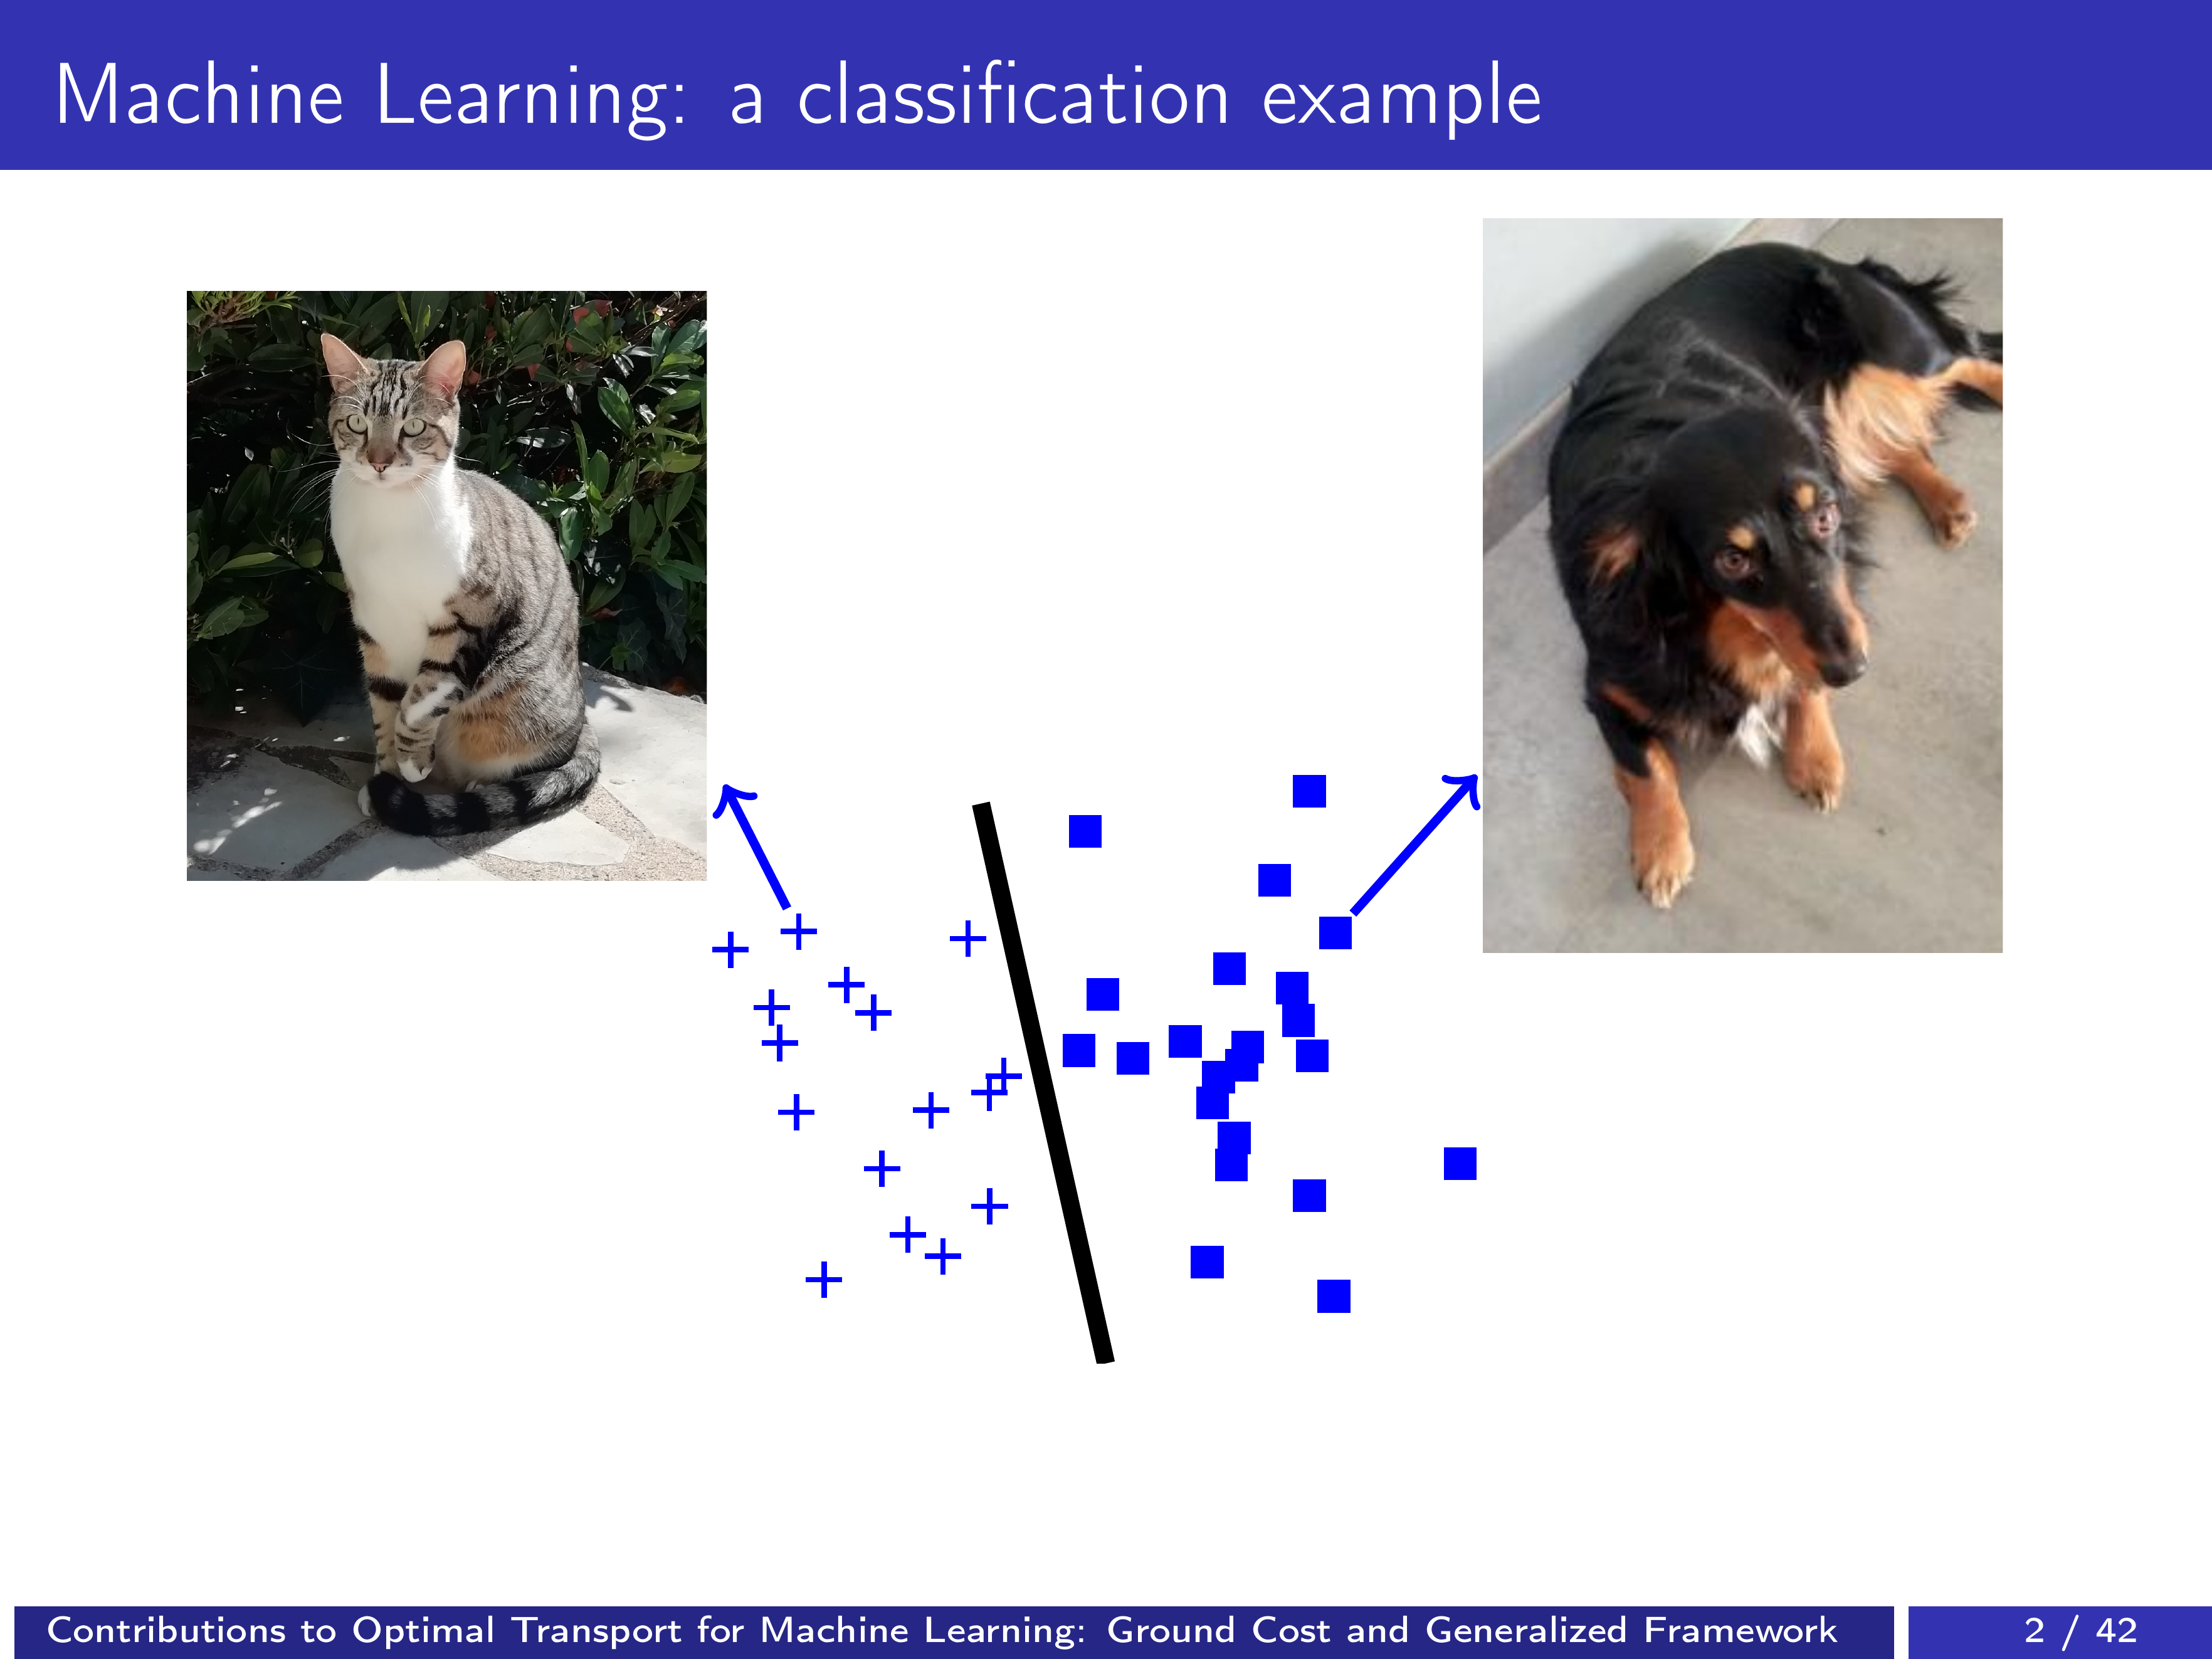 Machine Learning: a classification example
Contributions to Optimal Transport for Machine Learning: Ground Cost and Generalized Framework
2 / 42